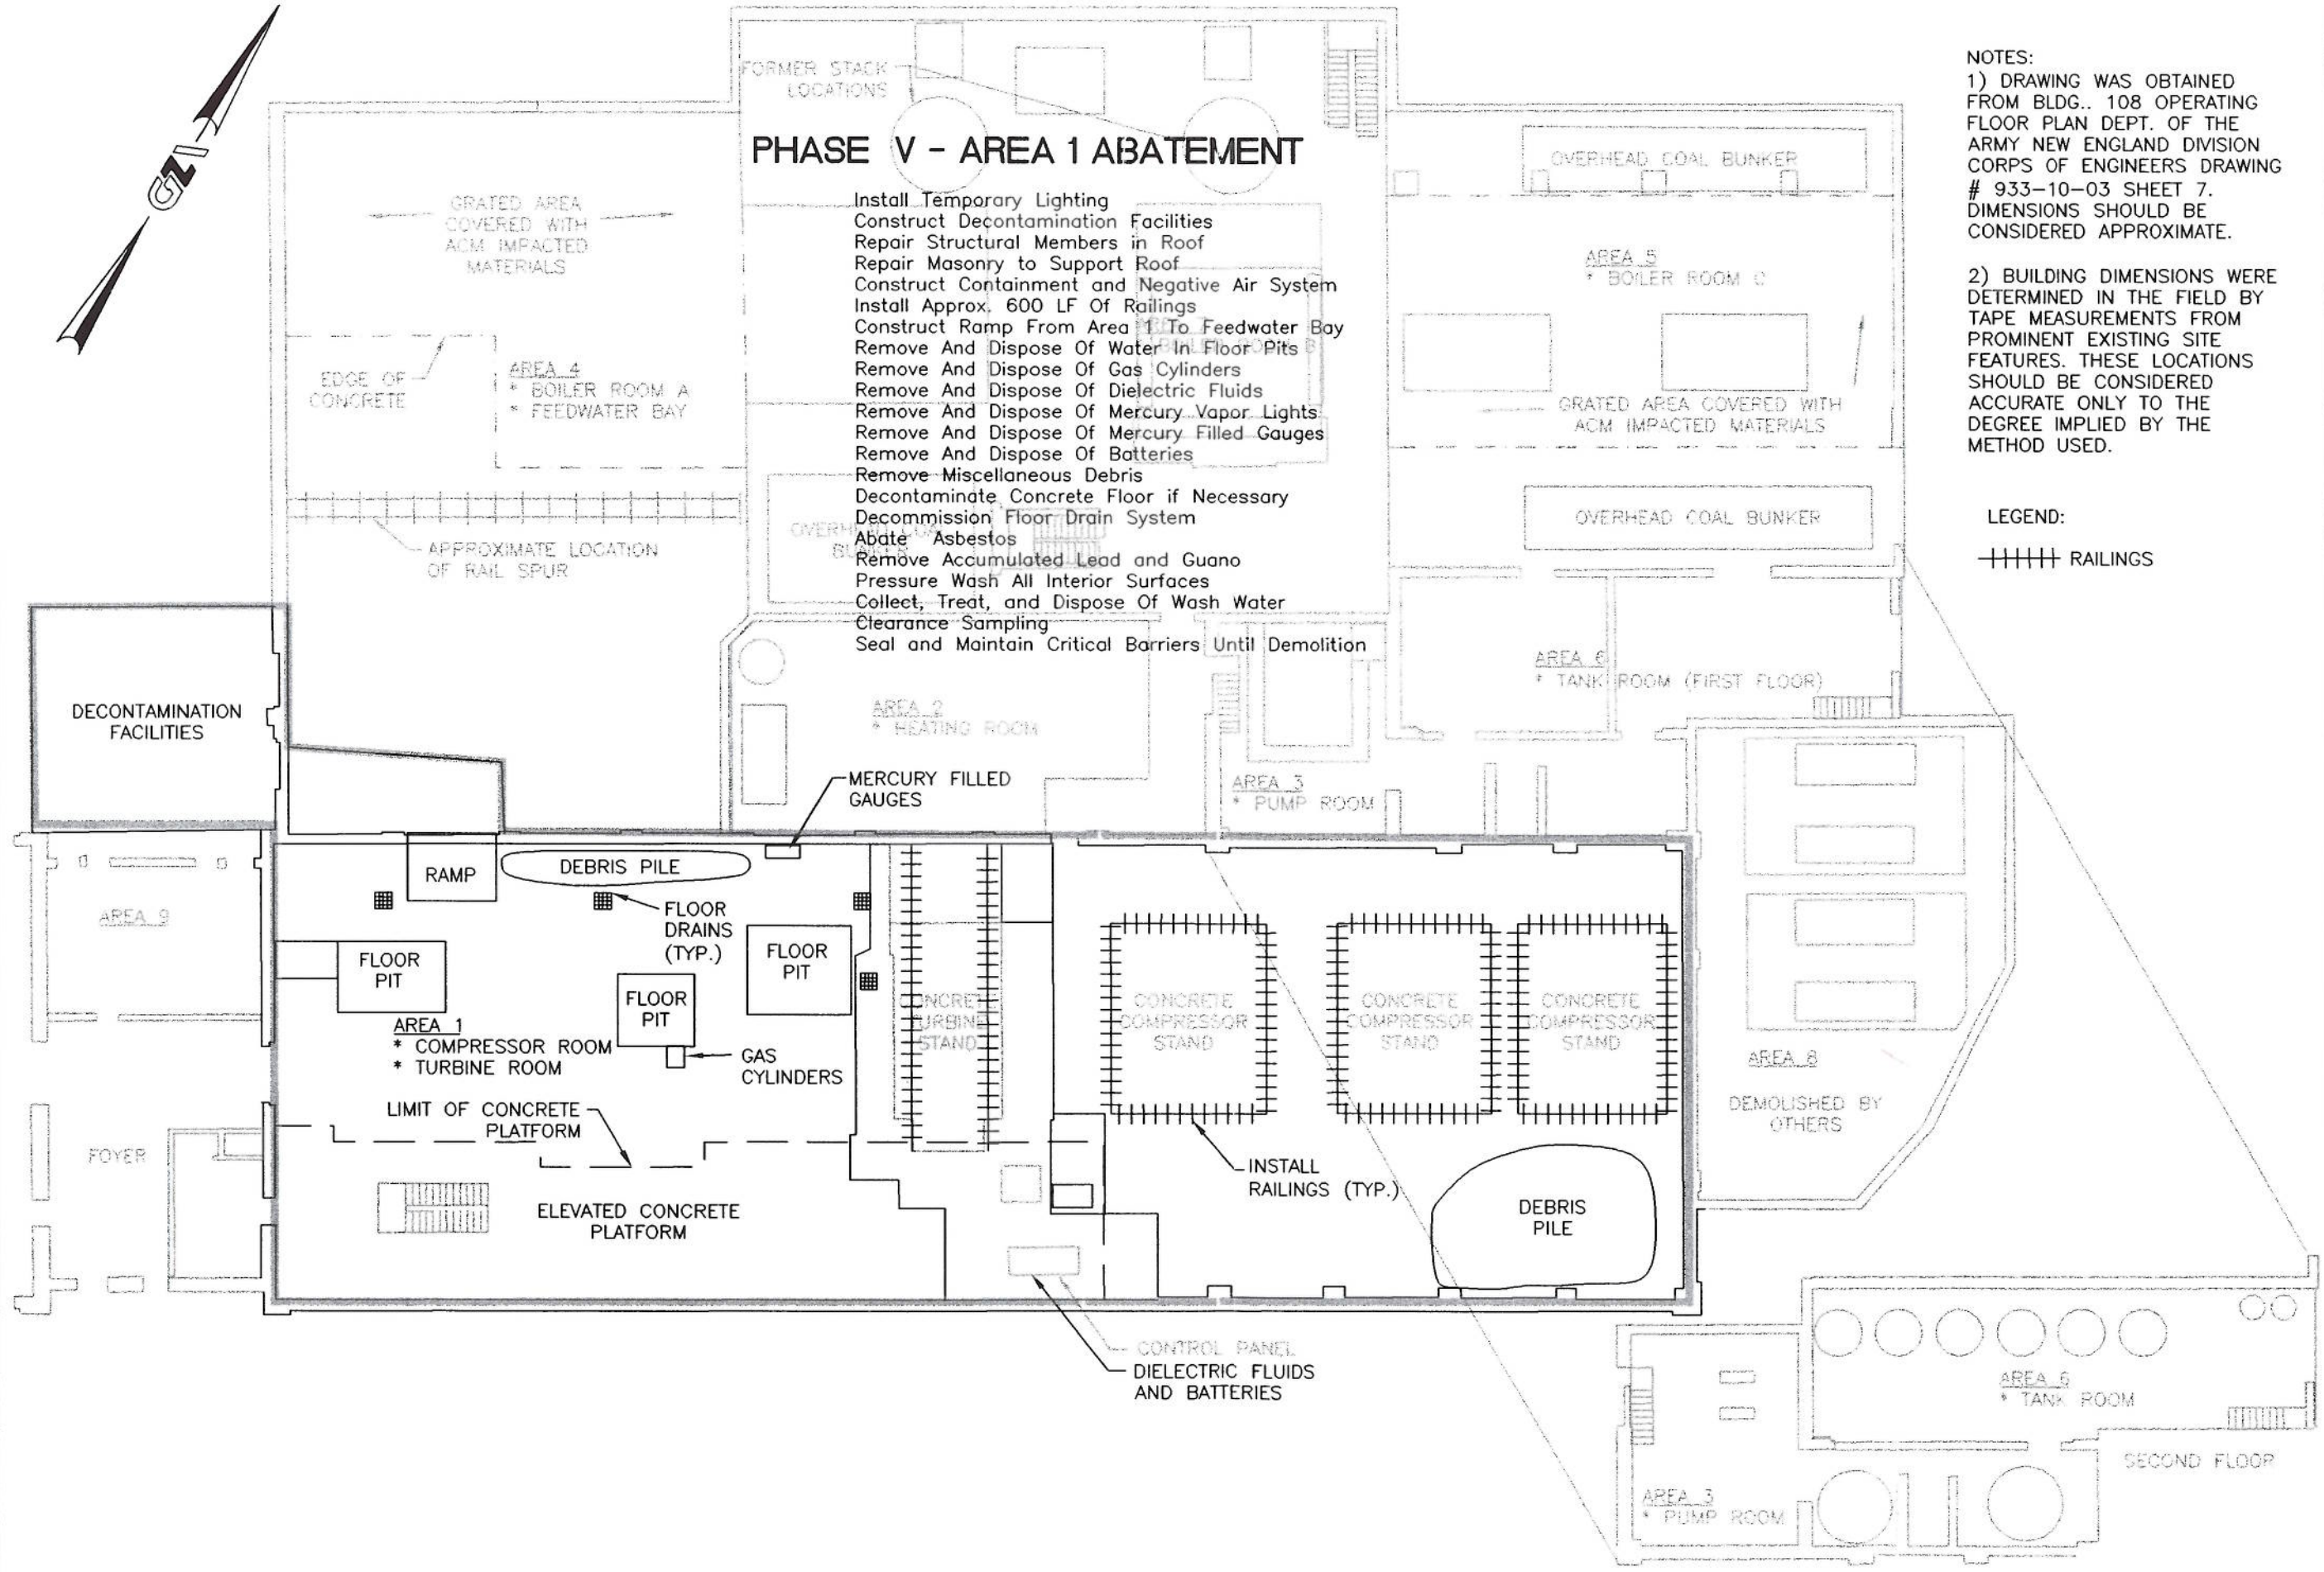 FORMER STACK
LOCATIONS
PHASE V - AREA 1 ABATEMENT
Install Temporary Lighting
Construct Decontamination Facilities
Repair Structural Members in Roof
Repair Masonry to Support Roof
Construct Containment and Negative Air System
Install Approx. 600 LF Of Railings
Construct Ramp From Area 1 To Feedwater Bay
Remove And Dispose Of Water In Floor Pits
Remove And Dispose Of Gas Cylinders
Remove And Dispose Of Dielectric Fluids
Remove And Dispose Of Mercury Vapor Lights
Remove And Dispose Of Mercury Filled Gauges
Remove And Dispose Of Batteries
Remove Miscellaneous Debris
Decontaminate Concrete Floor if Necessary
Decommission Floor Drain System
Abate Asbestos
Remove Accumulated Lead and Guano
Pressure Wash All Interior Surfaces
Collect, Treat, and Dispose Of Wash Water
Clearance Sampling
Seal and Maintain Critical Barriers Until Demolition
NOTES:
1) DRAWING WAS OBTAINED
FROM BLDG.. 108 OPERATING
FLOOR PLAN DEPT. OF THE
ARMY NEW ENGLAND DIVISION
CORPS OF ENGINEERS DRAWING
# 933-10-03 SHEET 7.
DIMENSIONS SHOULD BE
CONSIDERED APPROXIMATE.
2) BUILDING DIMENSIONS WERE
DETERMINED IN THE FIELD BY
TAPE MEASUREMENTS FROM
PROMINENT EXISTING SITE
FEATURES. THESE LOCATIONS
SHOULD BE CONSIDERED
ACCURATE ONLY TO THE
DEGREE IMPLIED BY THE
METHOD USED.
LEGEND:
RAILINGS
GRATED AREA
COVERED WITH
ACM IMPACTED
MATERIALS
EDGE OF
CONCRETE
AREA 4
* BOILER ROOM A
* FEEDWATER BAY
APPROXIMATE LOCATION
OF RAIL SPUR
OVERHEAD COAL BUNKER
AREA 5
* BOILER ROOM C
GRATED AREA COVERED WITH
ACM IMPACTED MATERIALS
OVERHEAD COAL BUNKER
OVERHEAD COAL
BUNKER
AREA 6
* TANK ROOM (FIRST FLOOR)
AREA 2
* HEATING ROOM
AREA 3
* PUMP ROOM
DECONTAMINATION
FACILITIES
MERCURY FILLED
GAUGES
RAMP
DEBRIS PILE
FLOOR
DRAINS
(TYP.)
FLOOR
PIT
FLOOR
PIT
FLOOR
PIT
AREA 9
AREA 1
* COMPRESSOR ROOM
* TURBINE ROOM
GAS
CYLINDERS
CONCRETE
TURBINE
STAND
CONCRETE
COMPRESSOR
STAND
CONCRETE
COMPRESSOR
STAND
CONCRETE
COMPRESSOR
STAND
AREA 8
DEMOLISHED BY
OTHERS
LIMIT OF CONCRETE
PLATFORM
FOYER
ELEVATED CONCRETE
PLATFORM
INSTALL
RAILINGS (TYP.)
DEBRIS
PILE
CONTROL PANEL
DIELECTRIC FLUIDS
AND BATTERIES
AREA 6
* TANK ROOM
SECOND FLOOR
AREA 3
* PUMP ROOM